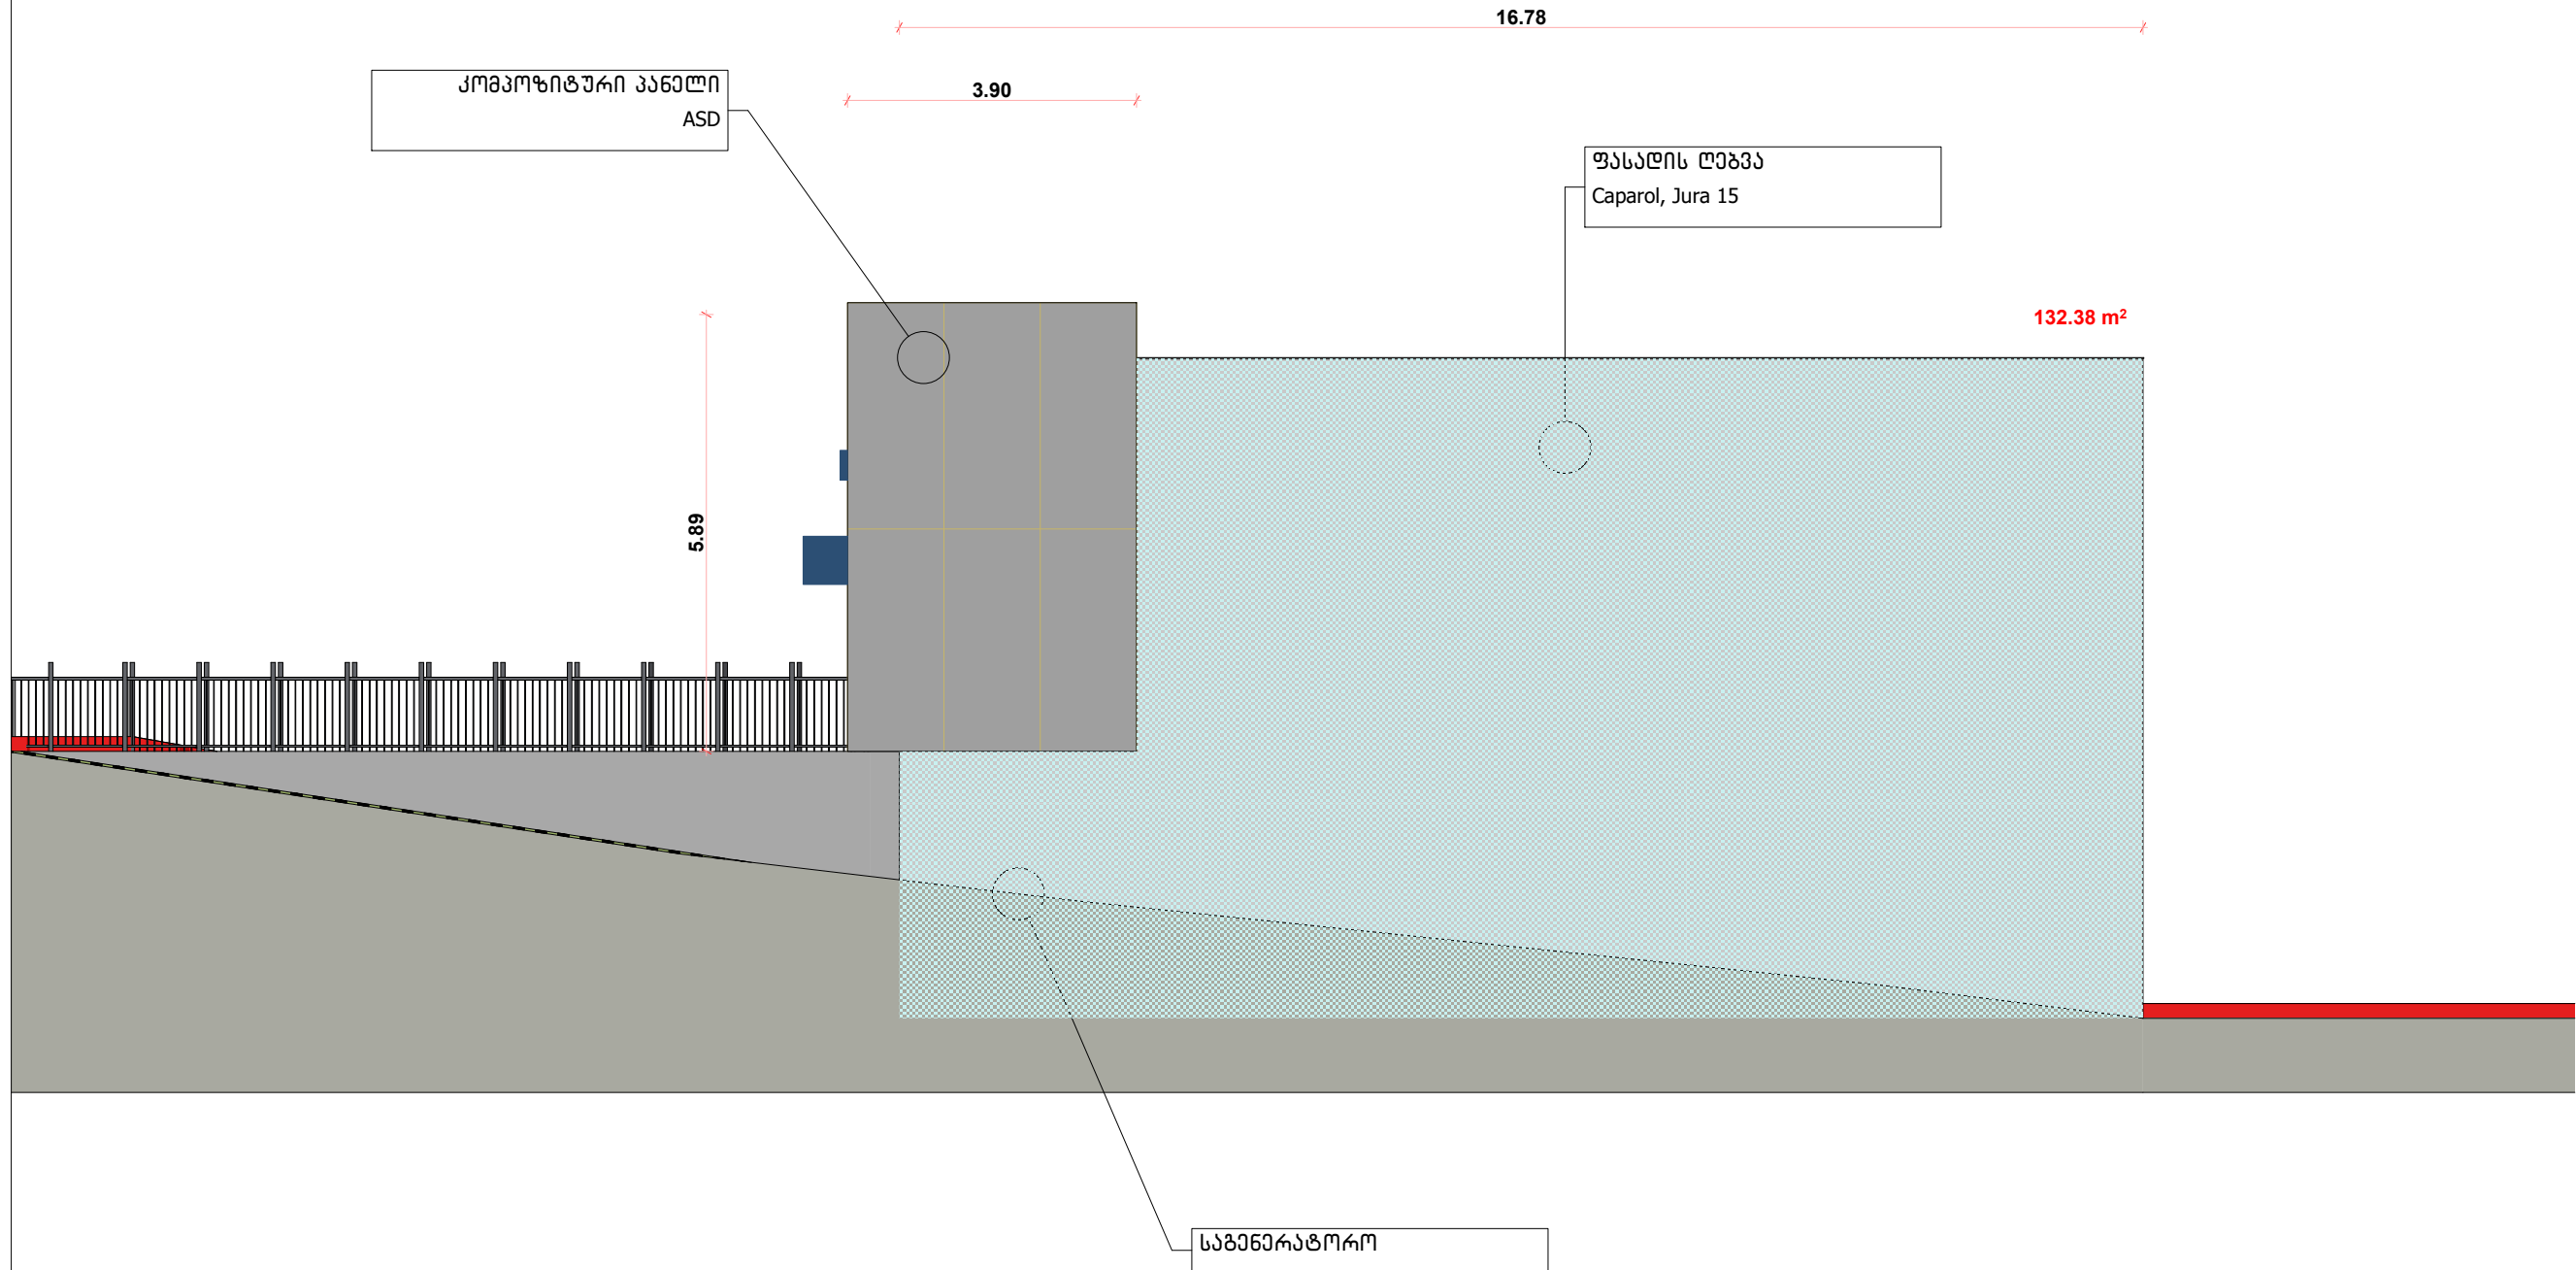 16.78
კომპოზიტური პანელი
ASD
3.90
ფასადის ღებვა
Caparol, Jura 15
132.38 m²
5.89
საგენერატორო